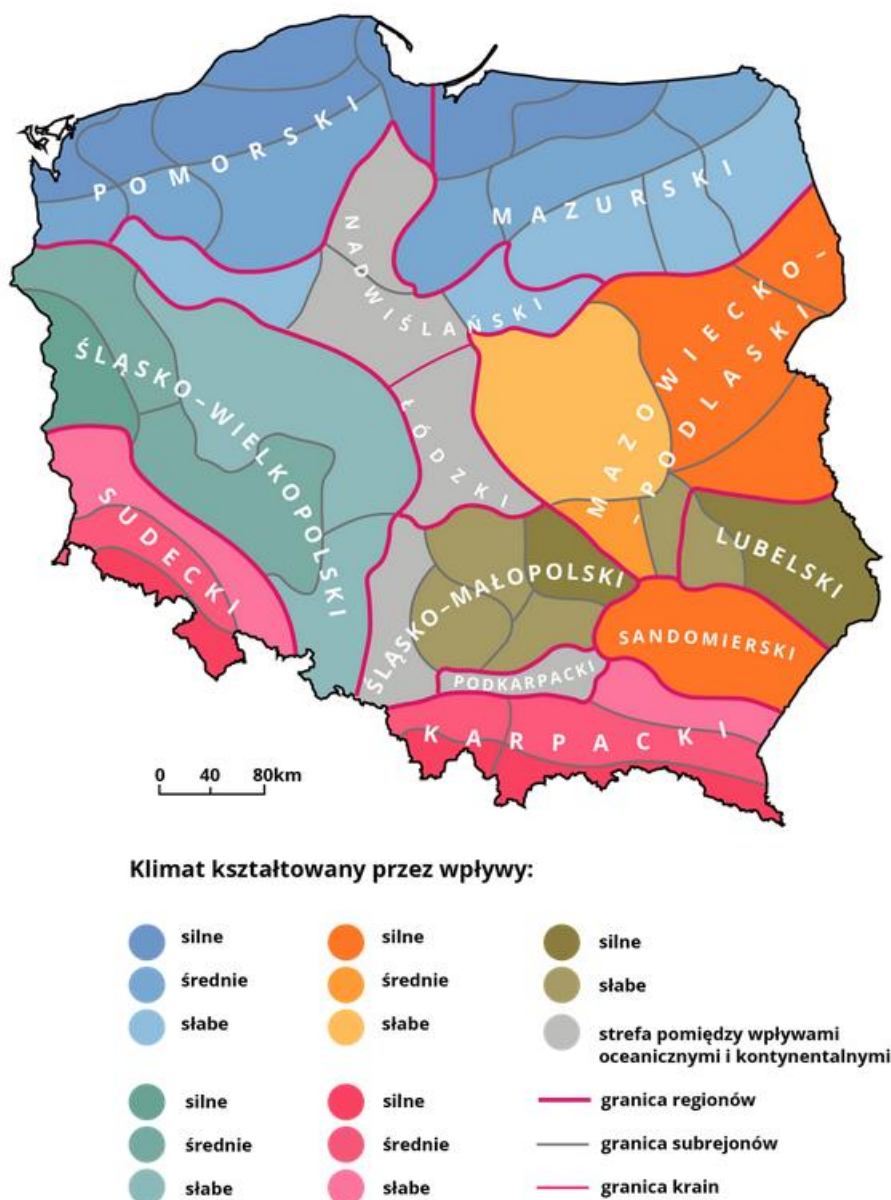 POMORSKI
MAZURSKI
NADWIŚLAŃSKI
MAZOWIECKO-
-PODLASKI
ŚLĄSKO-WIELKOPOLSKI
ŁÓDZKI
SUDECKI
LUBELSKI
ŚLĄSKO-MAŁOPOLSKI
SANDOMIERSKI
PODKARPACKI
KARPACKI
0 40 80km
Klimat kształtowany przez wpływy:
silne silne silne
średnie średnie słabe
słabe słabe strefa pomiędzy wpływami
oceanicznymi i kontynentalnymi
silne silne granica regionów
średnie średnie granica subrejonów
słabe słabe granica krain